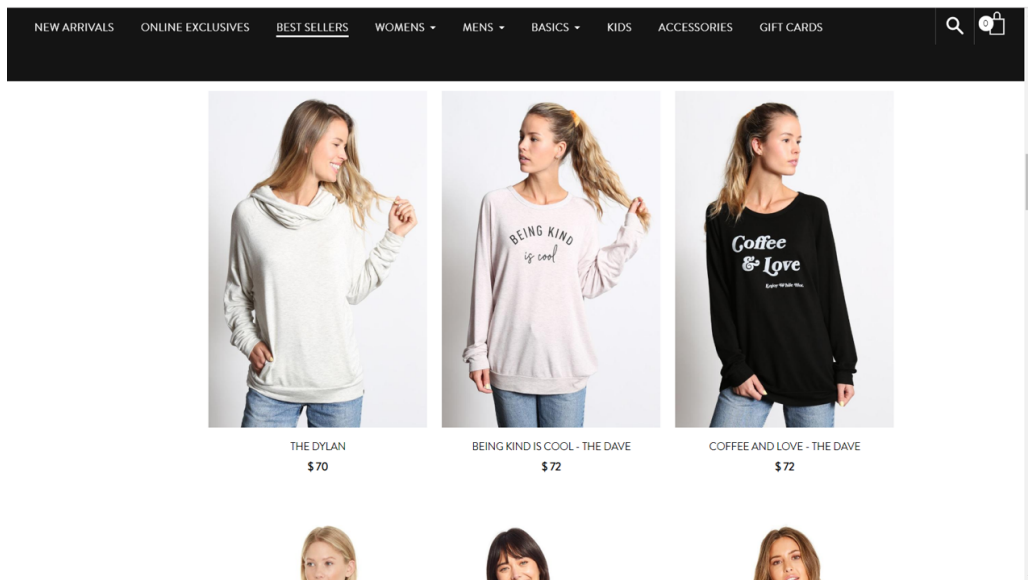 NEW ARRIVALS ONLINE EXCLUSIVES BEST SELLERS WOMENS MENS BASICS KIDS ACCESSORIES GIFT CARDS 0
BEING KIND
is cool
Coffee
& Love
THE DYLAN BEING KIND IS COOL - THE DAVE COFFEE AND LOVE - THE DAVE
$ 70 $ 72 $ 72